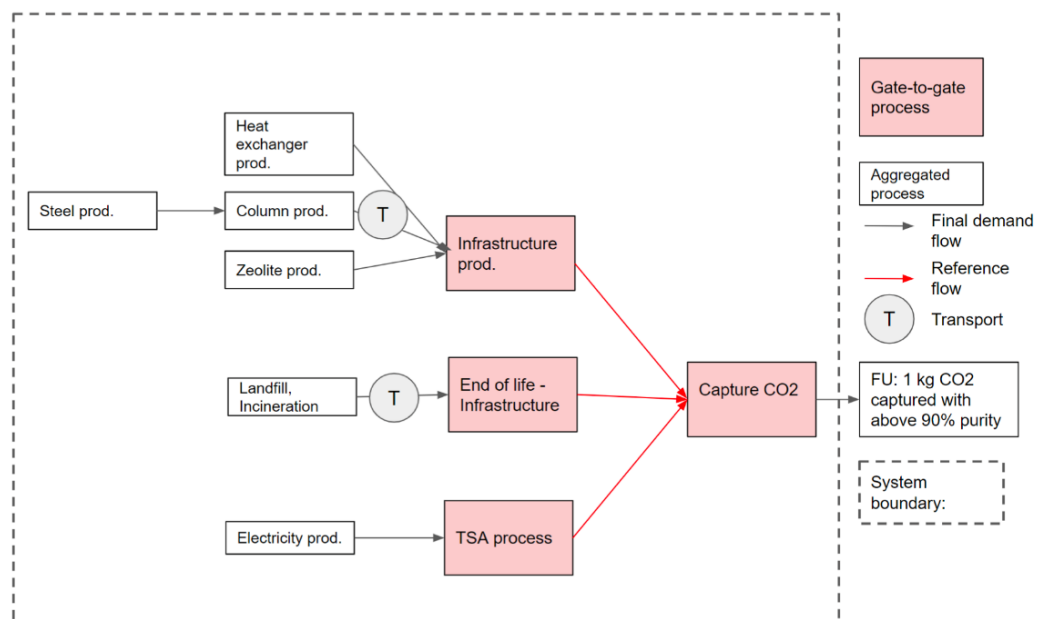 Heat
exchanger
prod.
Steel prod.
Column prod.
T
Zeolite prod.
Infrastructure
prod.
Landfill,
Incineration
T
End of life -
Infrastructure
Capture CO2
Electricity prod.
TSA process
Gate-to-gate
process
Aggregated
process
Final demand
flow
Reference
flow
T
Transport
FU: 1 kg CO2
captured with
above 90% purity
System
boundary: